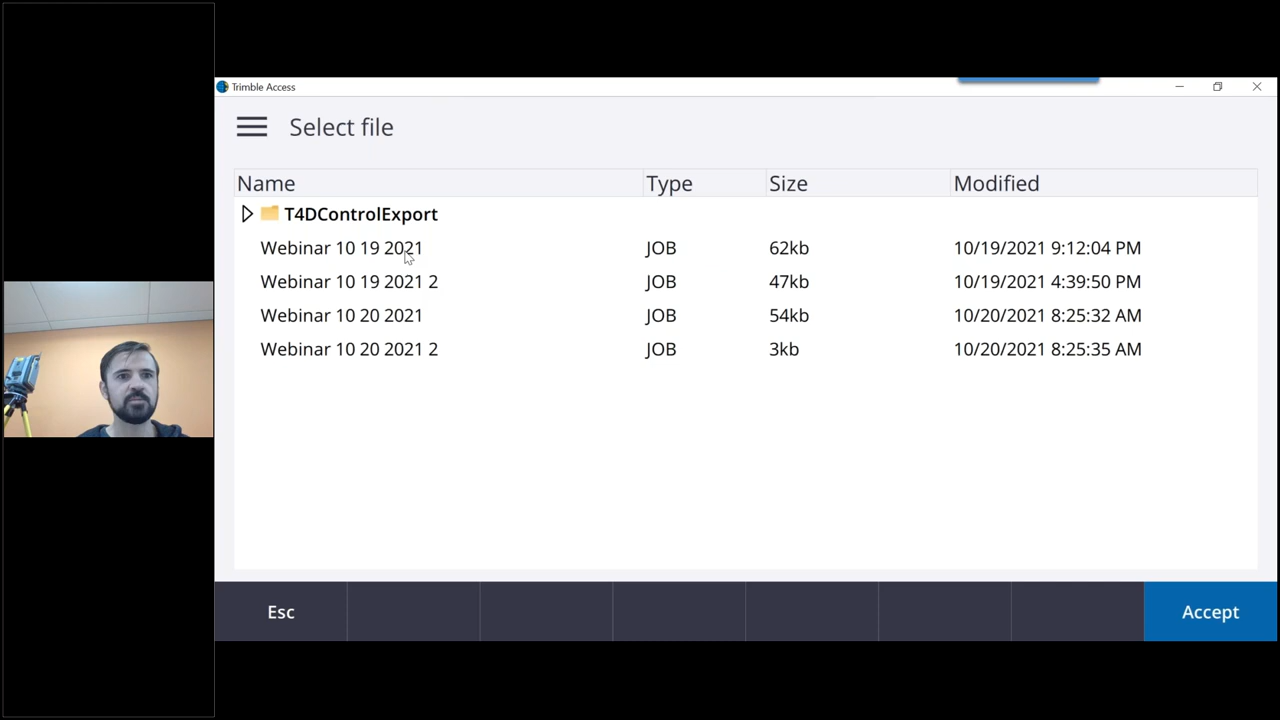 Trimble Access
Select file
Name Type Size Modified
T4DControlExport
Webinar 10 19 2021 JOB 62kb 10/19/2021 9:12:04 PM
Webinar 10 19 2021 2 JOB 47kb 10/19/2021 4:39:50 PM
Webinar 10 20 2021 JOB 54kb 10/20/2021 8:25:32 AM
Webinar 10 20 2021 2 JOB 3kb 10/20/2021 8:25:35 AM
Esc Accept